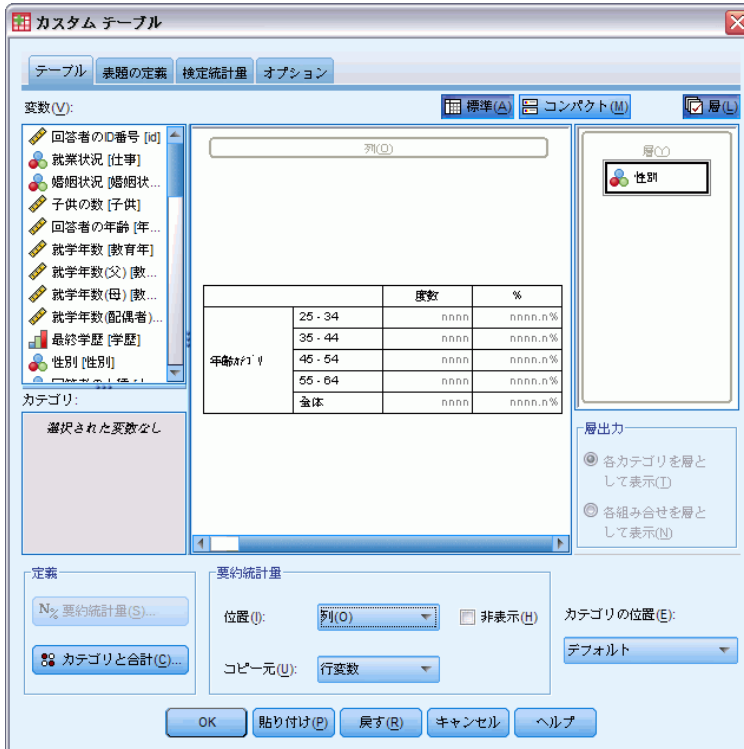 カスタム テーブル
テーブル 表題の定義 検定統計量 オプション
変数(V):
標準(A) コンパクト(M) 層(L)
回答者のID番号 [id]
就業状況 [仕事]
婚姻状況 [婚姻状...
子供の数 [子供]
回答者の年齢 [年...
就学年数 [教育年]
就学年数(父) [数...
就学年数(母) [数...
就学年数(配偶者)...
最終学歴 [学歴]
性別 [性別]
カテゴリ:
選択された変数なし
列(O)
度数 %
年齢ｶﾃｺﾞﾘ
25 - 34 nnnn nnnn.n%
35 - 44 nnnn nnnn.n%
45 - 54 nnnn nnnn.n%
55 - 64 nnnn nnnn.n%
全体 nnnn nnnn.n%
層(Y)
性別
層出力
各カテゴリを層と
して表示(T)
各組み合せを層と
して表示(N)
定義
N% 要約統計量(S)...
カテゴリと合計(C)...
要約統計量
位置(I): 列(O) 非表示(H)
コピー元(U): 行変数
カテゴリの位置(E):
デフォルト
OK 貼り付け(P) 戻す(R) キャンセル ヘルプ